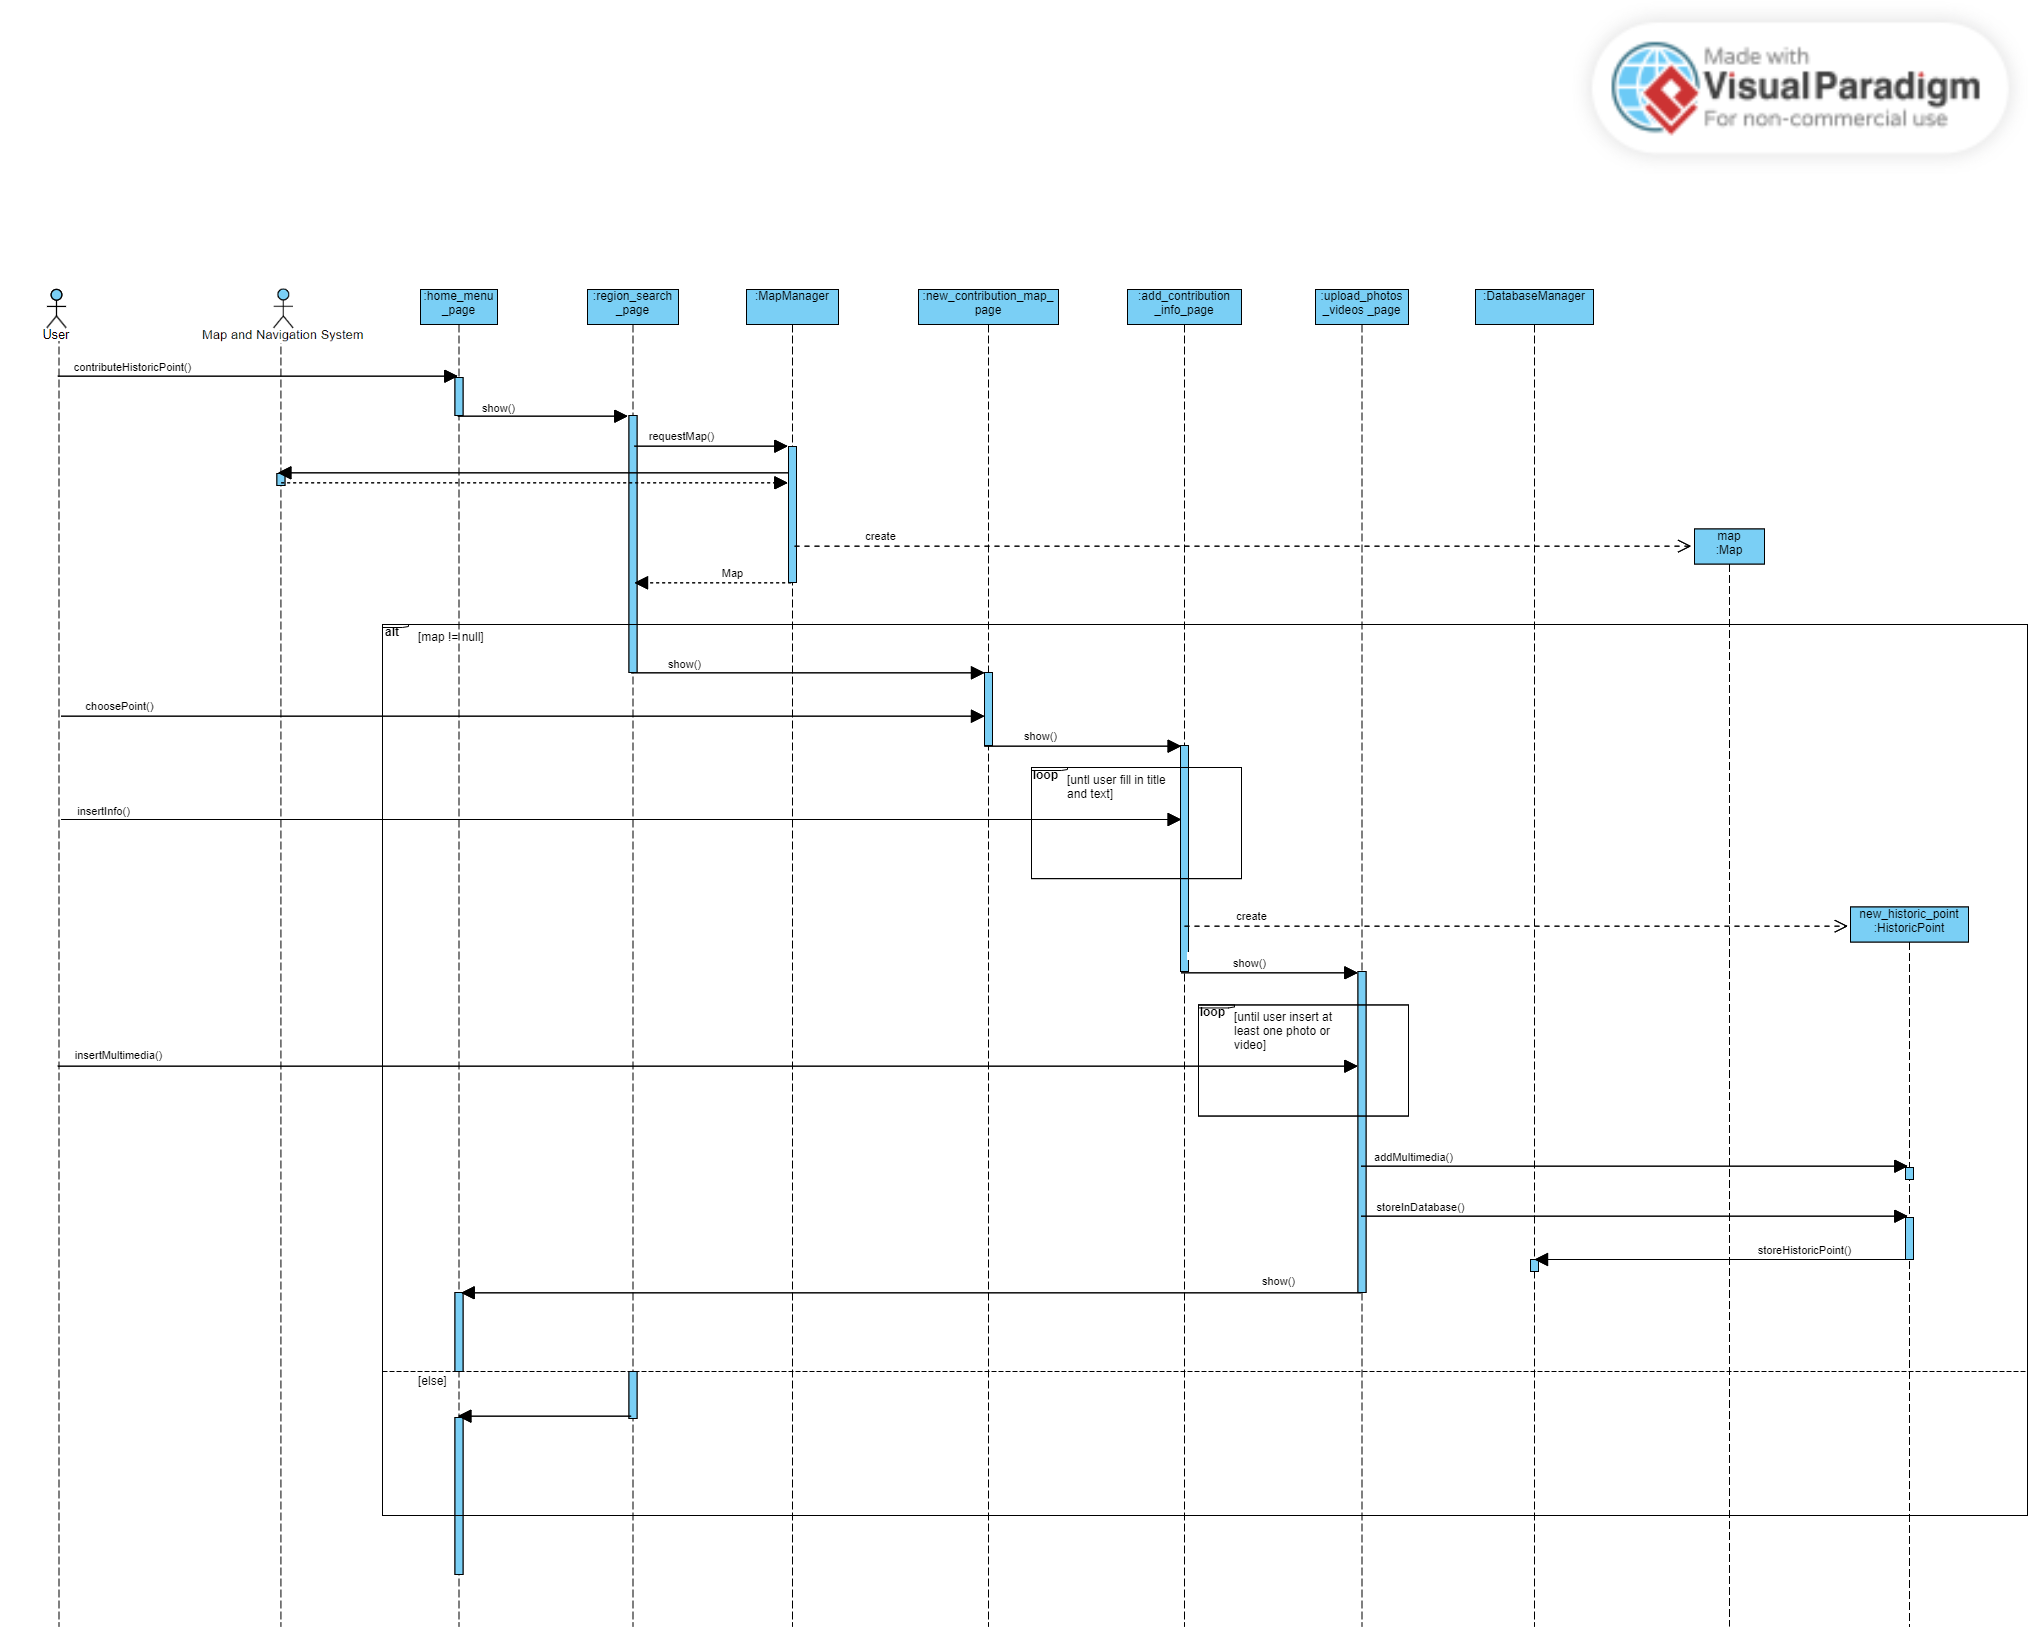 Made with
Visual Paradigm
For non-commercial use
User
Map and Navigation System
:home_menu
_page
:region_search
_page
:MapManager
:new_contribution_map_
page
:add_contribution
_info_page
:upload_photos
_videos _page
:DatabaseManager
contributeHistoricPoint()
show()
requestMap()
create
map
:Map
Map
alt
[map != null]
show()
choosePoint()
show()
loop
[untl user fill in title
and text]
insertInfo()
create
new_historic_point
:HistoricPoint
show()
loop
[until user insert at
least one photo or
video]
insertMultimedia()
addMultimedia()
storeInDatabase()
storeHistoricPoint()
show()
[else]